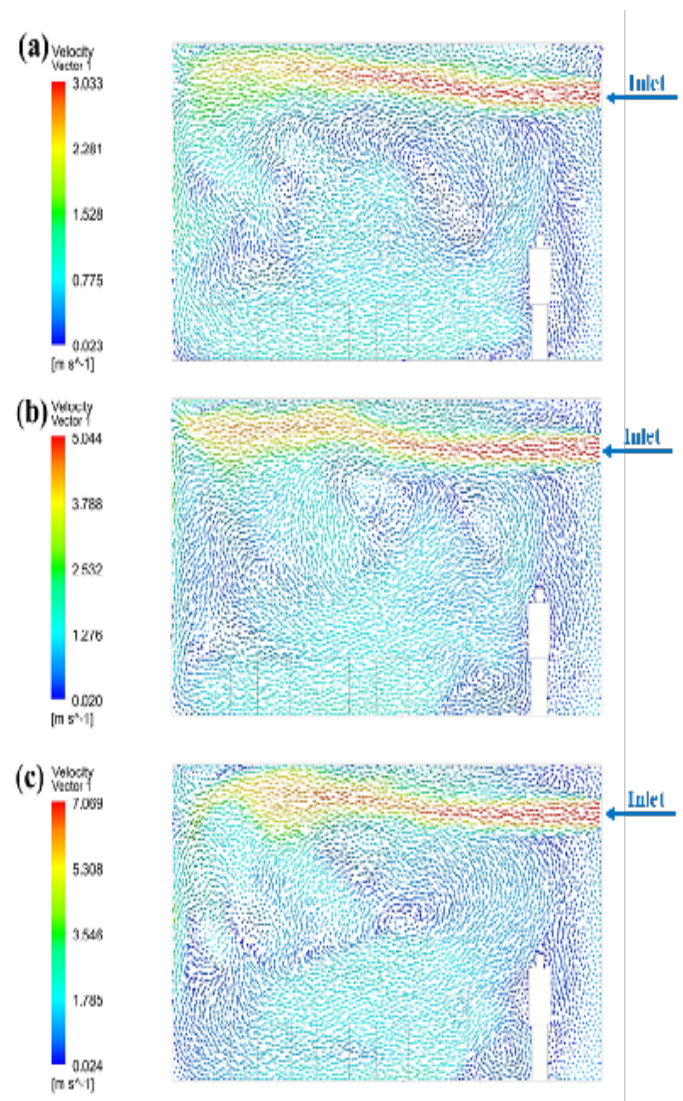 (a) Velocity
Vector 1
3.033
Inlet
2.281
1.528
0.775
0.023
[m s^-1]
(b) Velocity
Vector 1
5.044
Inlet
3.788
2.532
1.276
0.020
[m s^-1]
(c) Velocity
Vector 1
7.069
Inlet
5.308
3.546
1.785
0.024
[m s^-1]